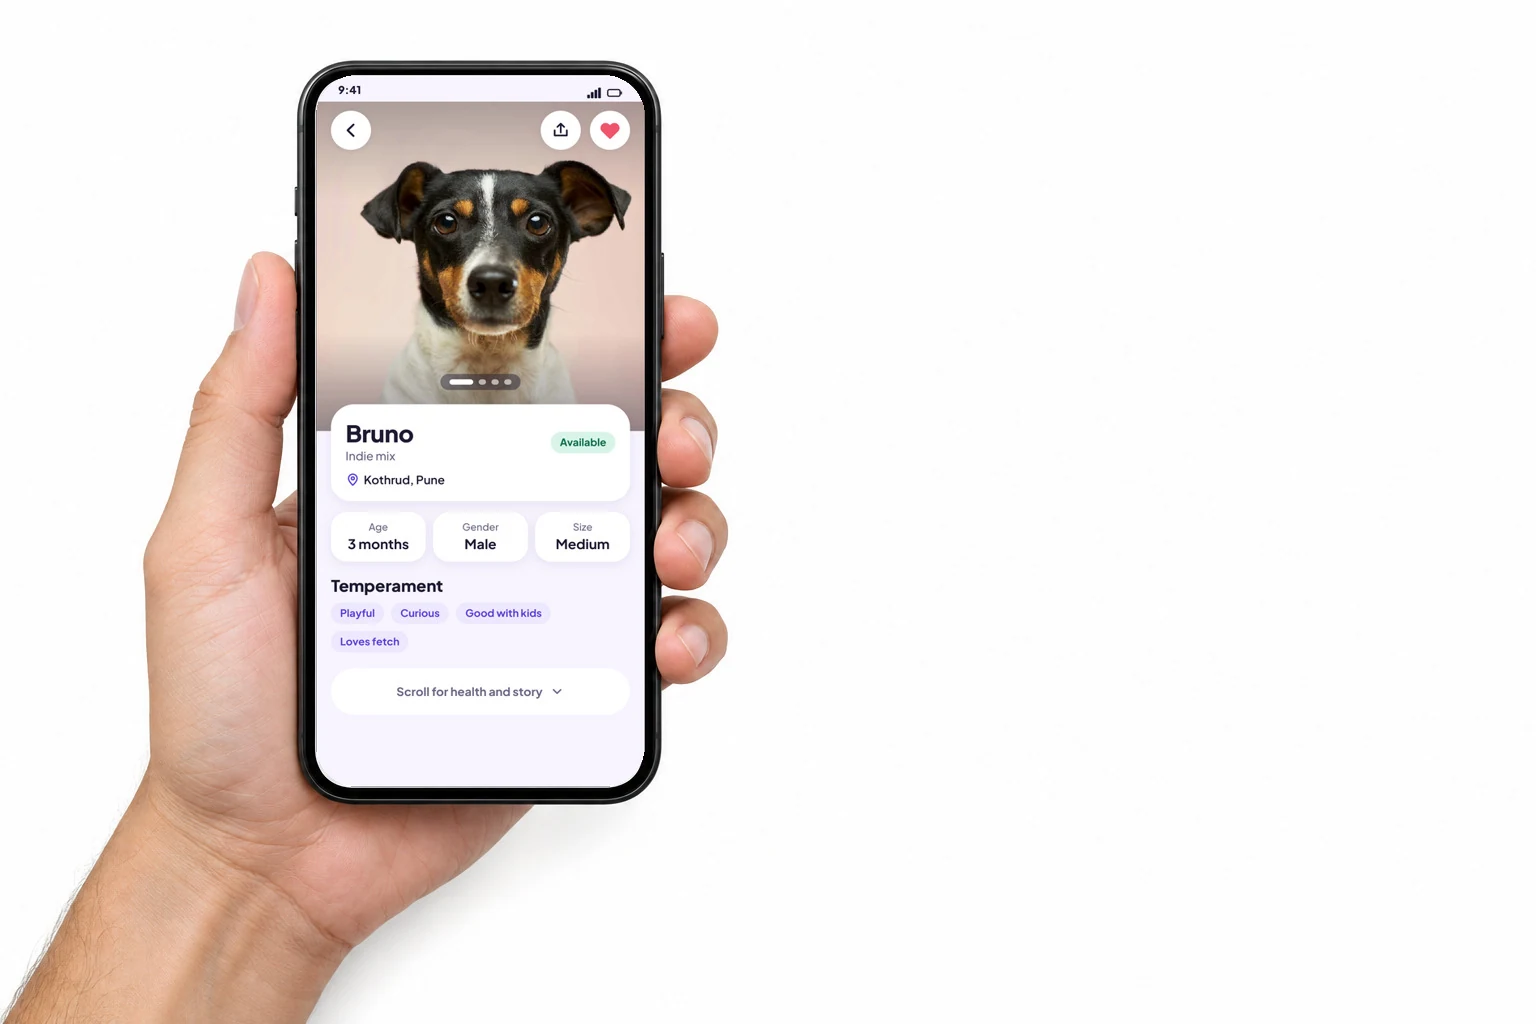 9:41
Bruno
Available
Indie mix
Kothrud, Pune
Age
3 months
Gender
Male
Size
Medium
Temperament
Playful
Curious
Good with kids
Loves fetch
Scroll for health and story